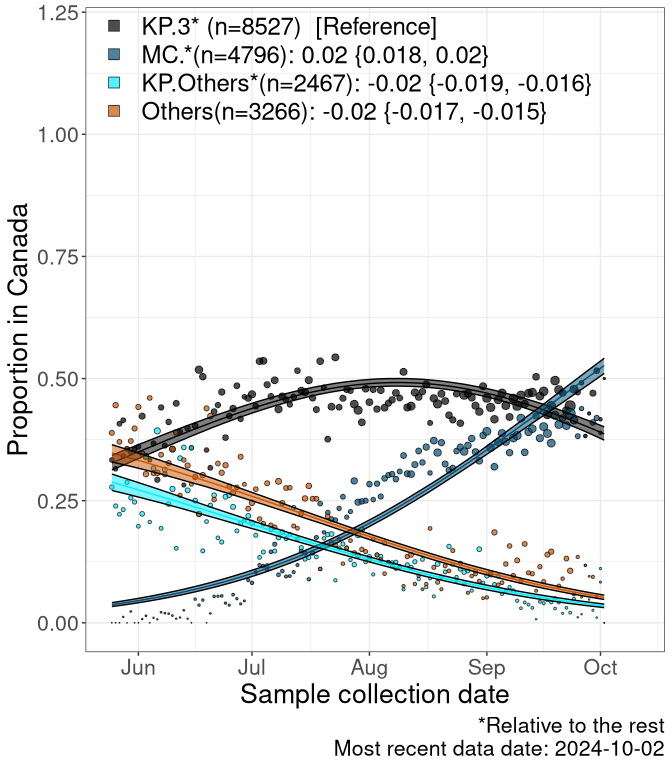 KP.3* (n=8527)  [Reference]
MC.*(n=4796): 0.02 {0.018, 0.02}
KP.Others*(n=2467): -0.02 {-0.019, -0.016}
Others(n=3266): -0.02 {-0.017, -0.015}
1.25
1.00
0.75
0.50
0.25
0.00
Proportion in Canada
Jun Jul Aug Sep Oct
Sample collection date
*Relative to the rest
Most recent data date: 2024-10-02